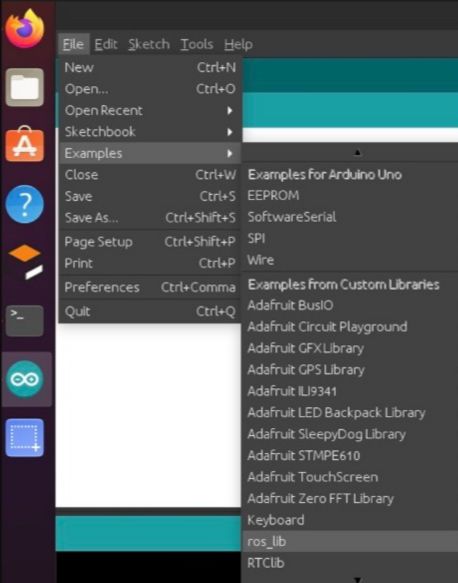 File Edit Sketch Tools Help
New Ctrl+N
Open... Ctrl+O
Open Recent
Sketchbook
Examples
Close Ctrl+W
Save Ctrl+S
Save As... Ctrl+Shift+S
Page Setup Ctrl+Shift+P
Print Ctrl+P
Preferences Ctrl+Comma
Quit Ctrl+Q
Examples for Arduino Uno
EEPROM
SoftwareSerial
SPI
Wire
Examples from Custom Libraries
Adafruit BusIO
Adafruit Circuit Playground
Adafruit GFX Library
Adafruit GPS Library
Adafruit ILI9341
Adafruit LED Backpack Library
Adafruit SleepyDog Library
Adafruit STMPE610
Adafruit TouchScreen
Adafruit Zero FFT Library
Keyboard
ros_lib
RTClib